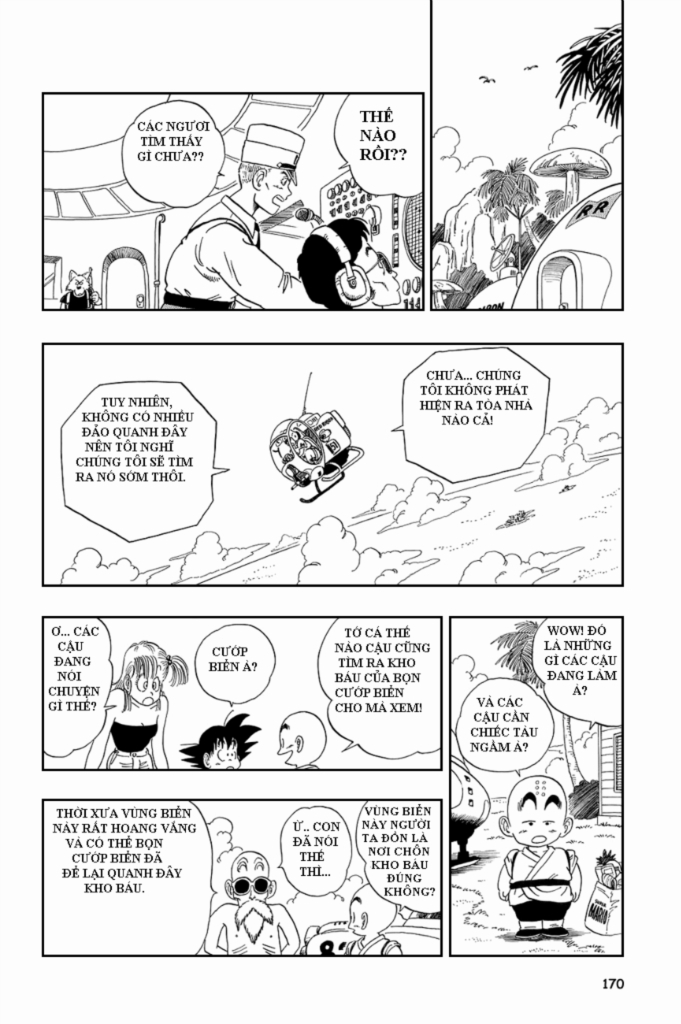 RR
THẾ
NÀO
RÔI??
CÁC NGƯƠI
TÌM THẤY
GÌ CHƯA??
CHƯA... CHÚNG
TÔI KHÔNG PHÁT
HIỆN RA TÒA NHÀ
NÀO CẢ!
TUY NHIÊN,
KHÔNG CÓ NHIỀU
ĐẢO QUANH ĐÂY
NÊN TÔI NGHĨ
CHÚNG TÔI SẼ TÌM
RA NÓ SỚM THÔI.
WOW! ĐÓ
LÀ NHỮNG
GÌ CÁC CẬU
ĐANG LÀM
À?
VÀ CÁC
CẬU CẦN
CHIẾC TÀU
NGẦM À?
MARON
TỚ CÁ THẾ
NÀO CẬU CŨNG
TÌM RA KHO
BÁU CỦA BỌN
CƯỚP BIỂN
CHO MÀ XEM!
CƯỚP
BIỂN À?
Ơ... CÁC
CẬU
ĐANG
NÓI
CHUYỆN
GÌ THẾ?
VÙNG BIỂN
NÀY NGƯỜI
TA ĐỒN LÀ
NƠI CHÔN
KHO BÁU
ĐÚNG
KHÔNG?
Ừ.. CON
ĐÃ NÓI
THẾ
THÌ...
8
THỜI XƯA VÙNG BIỂN
NÀY RẤT HOANG VẮNG
VÀ CÓ THỂ BỌN
CƯỚP BIỂN ĐÃ
ĐỂ LẠI QUANH ĐÂY
KHO BÁU.
170